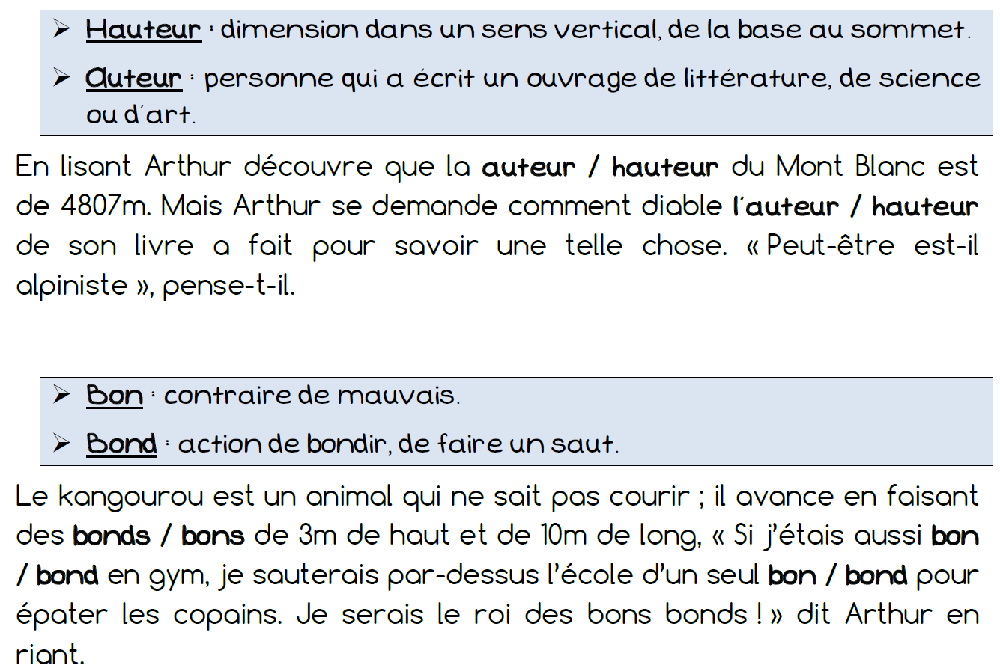 ➢ Hauteur : dimension dans un sens vertical, de la base au sommet.
➢ Auteur : personne qui a écrit un ouvrage de littérature, de science
ou d'art.
En lisant Arthur découvre que la auteur / hauteur du Mont Blanc est
de 4807m. Mais Arthur se demande comment diable l'auteur / hauteur
de son livre a fait pour savoir une telle chose. « Peut-être est-il
alpiniste », pense-t-il.
➢ Bon : contraire de mauvais.
➢ Bond : action de bondir, de faire un saut.
Le kangourou est un animal qui ne sait pas courir ; il avance en faisant
des bonds / bons de 3m de haut et de 10m de long, « Si j'étais aussi bon
/ bond en gym, je sauterais par-dessus l'école d'un seul bon / bond pour
épater les copains. Je serais le roi des bons bonds ! » dit Arthur en
riant.